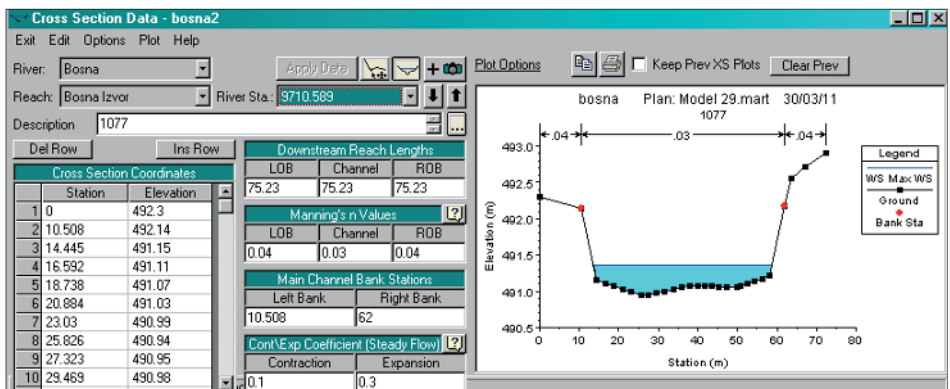 Cross Section Data - bosna2
Exit Edit Options Plot Help
River: Bosna Apply Data
Reach: Bosna Izvor River Sta.: 9710.589
Description 1077 ...
Del Row Ins Row
Cross Section Coordinates
Station Elevation
1 0 492.3
2 10.508 492.14
3 14.445 491.15
4 16.592 491.11
5 18.738 491.07
6 20.884 491.03
7 23.03 490.99
8 25.826 490.94
9 27.323 490.95
10 29.469 490.98
Downstream Reach Lengths
LOB Channel ROB
75.23 75.23 75.23
Manning's n Values ?
LOB Channel ROB
0.04 0.03 0.04
Main Channel Bank Stations
Left Bank Right Bank
10.508 62
Cont\Exp Coefficient (Steady Flow) ?
Contraction Expansion
0.1 0.3
Plot Options Keep Prev XS Plots Clear Prev
bosna Plan: Model 29.mart 30/03/11
1077
.04 .03 .04
493.0
492.5
492.0
491.5
491.0
490.5
Elevation (m)
0 10 20 30 40 50 60 70 80
Station (m)
Legend
WS Max WS
Ground
Bank Sta